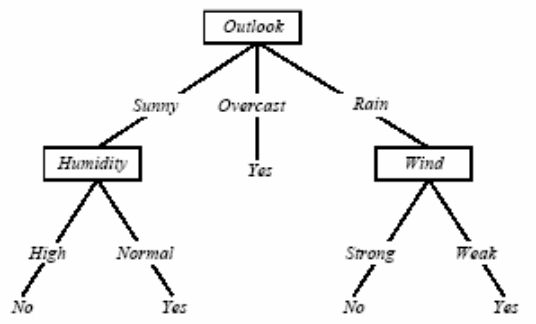 Outlook
Sunny Overcast Rain
Humidity Yes Wind
High Normal Strong Weak
No Yes No Yes